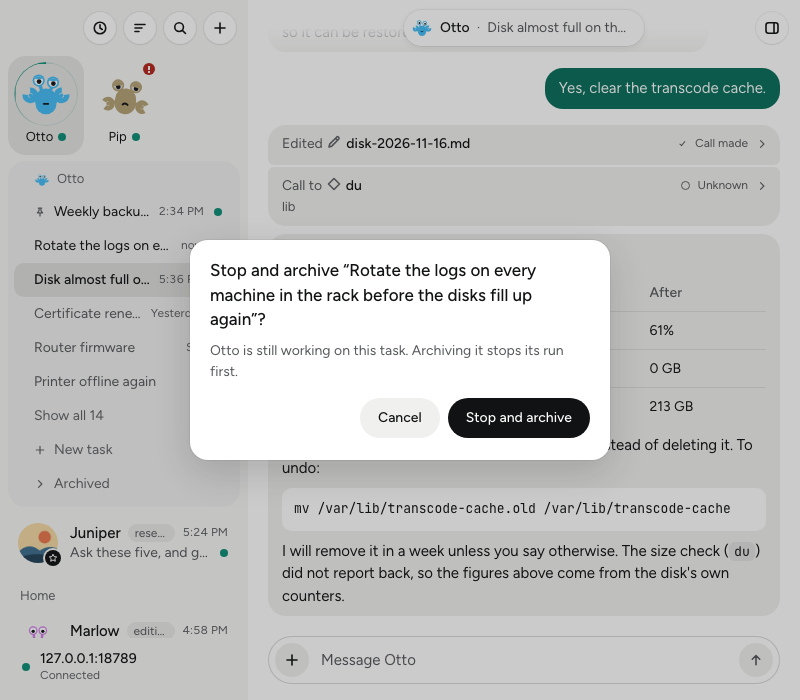 so it can be restor
Otto · Disk almost full on th...
Otto
Pip
Yes, clear the transcode cache.
Edited disk-2026-11-16.md
Call made
Call to du
Unknown
lib
Otto
Weekly backu... 2:34 PM
Rotate the logs on e...
Disk almost full o... 5:36
Certificate rene... Yesterd
Router firmware
Printer offline again
Show all 14
New task
Archived
Stop and archive “Rotate the logs on every
machine in the rack before the disks fill up
again”?
Otto is still working on this task. Archiving it stops its run
first.
Cancel
Stop and archive
After
61%
0 GB
213 GB
stead of deleting it. To
undo:
mv /var/lib/transcode-cache.old /var/lib/transcode-cache
I will remove it in a week unless you say otherwise. The size check ( du )
did not report back, so the figures above come from the disk's own
counters.
Juniper rese... 5:24 PM
Ask these five, and g...
Home
Marlow editi... 4:58 PM
127.0.0.1:18789
Connected
Message Otto